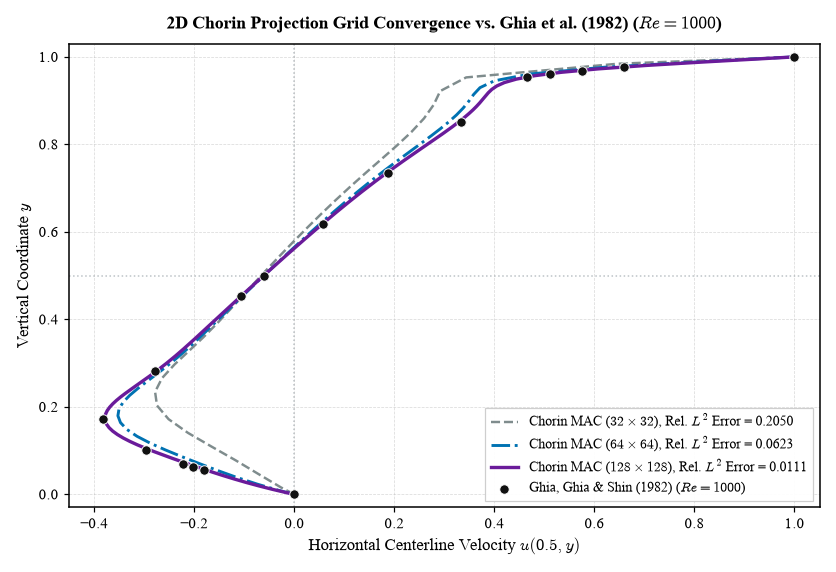 2D Chorin Projection Grid Convergence vs. Ghia et al. (1982) (Re = 1000)
1.0
0.8
0.6
0.4
0.2
0.0
Vertical Coordinate y
Chorin MAC (32 × 32), Rel. L² Error = 0.2050
Chorin MAC (64 × 64), Rel. L² Error = 0.0623
Chorin MAC (128 × 128), Rel. L² Error = 0.0111
Ghia, Ghia & Shin (1982) (Re = 1000)
−0.4 −0.2 0.0 0.2 0.4 0.6 0.8 1.0
Horizontal Centerline Velocity u(0.5, y)